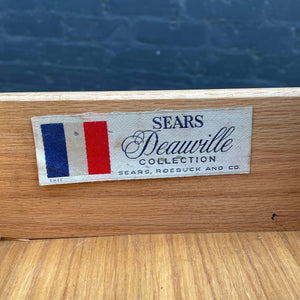 SEARS
Deauville
COLLECTION
SEARS, ROEBUCK AND CO.